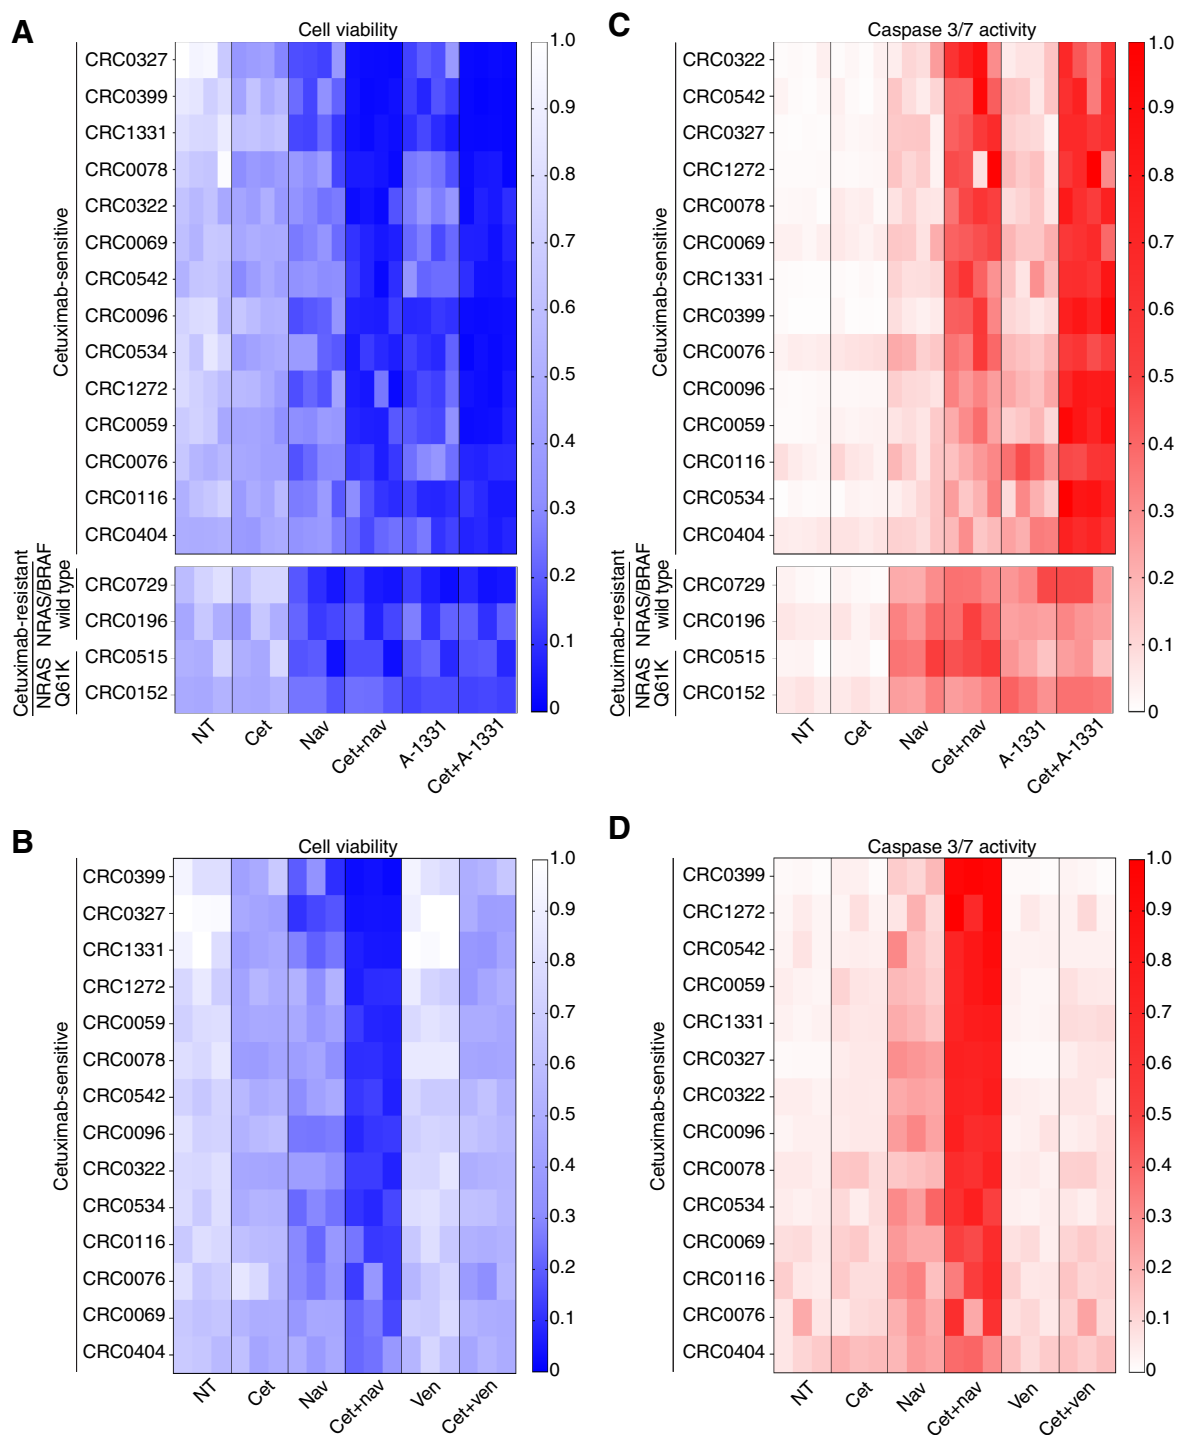 A
Cell viability
Cetuximab-sensitive
CRC0327
CRC0399
CRC1331
CRC0078
CRC0322
CRC0069
CRC0542
CRC0096
CRC0534
CRC1272
CRC0059
CRC0076
CRC0116
CRC0404
Cetuximab-resistant
NRAS/BRAF
wild type
NRAS
Q61K
CRC0729
CRC0196
CRC0515
CRC0152
NT
Cet
Nav
Cet+nav
A-1331
Cet+A-1331
1.0
0.9
0.8
0.7
0.6
0.5
0.4
0.3
0.2
0.1
0
C
Caspase 3/7 activity
Cetuximab-sensitive
CRC0322
CRC0542
CRC0327
CRC1272
CRC0078
CRC0069
CRC1331
CRC0399
CRC0076
CRC0096
CRC0059
CRC0116
CRC0534
CRC0404
Cetuximab-resistant
NRAS/BRAF
wild type
NRAS
Q61K
CRC0729
CRC0196
CRC0515
CRC0152
NT
Cet
Nav
Cet+nav
A-1331
Cet+A-1331
1.0
0.9
0.8
0.7
0.6
0.5
0.4
0.3
0.2
0.1
0
B
Cell viability
Cetuximab-sensitive
CRC0399
CRC0327
CRC1331
CRC1272
CRC0059
CRC0078
CRC0542
CRC0096
CRC0322
CRC0534
CRC0116
CRC0076
CRC0069
CRC0404
NT
Cet
Nav
Cet+nav
Ven
Cet+ven
1.0
0.9
0.8
0.7
0.6
0.5
0.4
0.3
0.2
0.1
0
D
Caspase 3/7 activity
Cetuximab-sensitive
CRC0399
CRC1272
CRC0542
CRC0059
CRC1331
CRC0327
CRC0322
CRC0096
CRC0078
CRC0534
CRC0069
CRC0116
CRC0076
CRC0404
NT
Cet
Nav
Cet+nav
Ven
Cet+ven
1.0
0.9
0.8
0.7
0.6
0.5
0.4
0.3
0.2
0.1
0